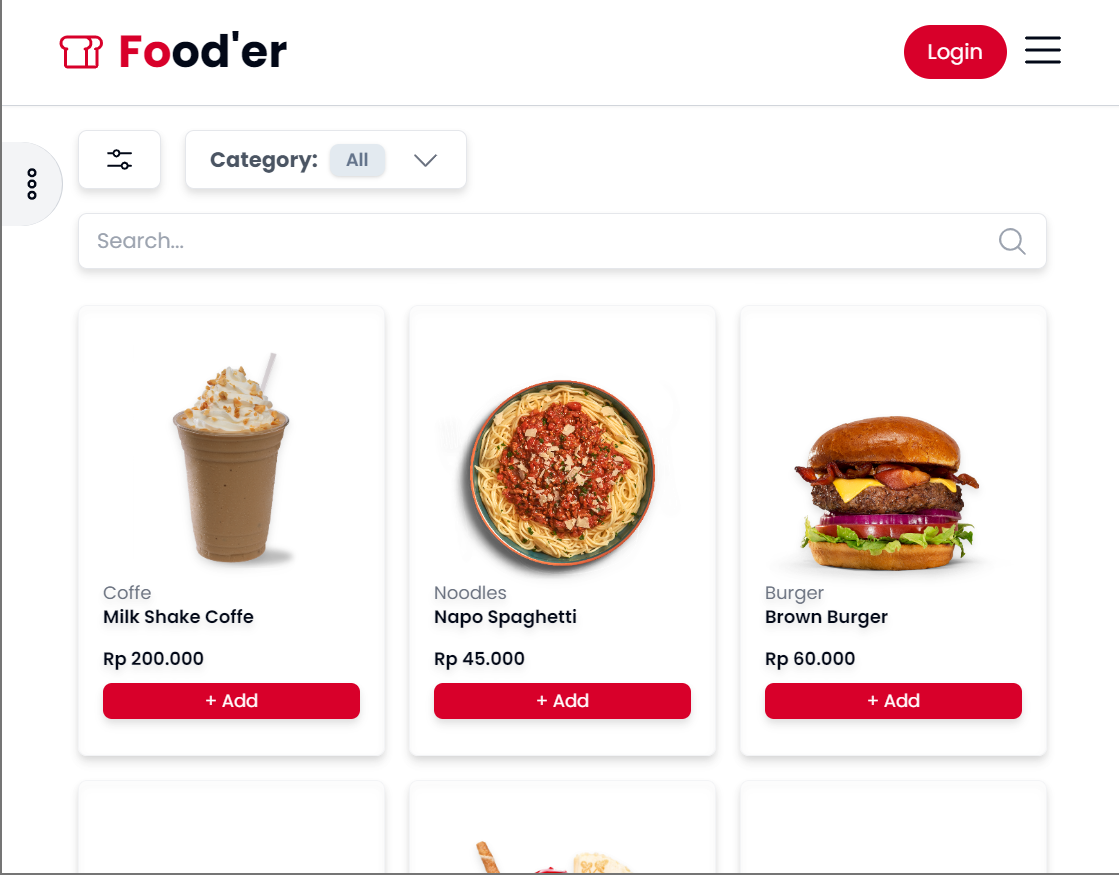 Food'er
Login
Category: All
Search...
Coffe
Milk Shake Coffe
Rp 200.000
+ Add
Noodles
Napo Spaghetti
Rp 45.000
+ Add
Burger
Brown Burger
Rp 60.000
+ Add